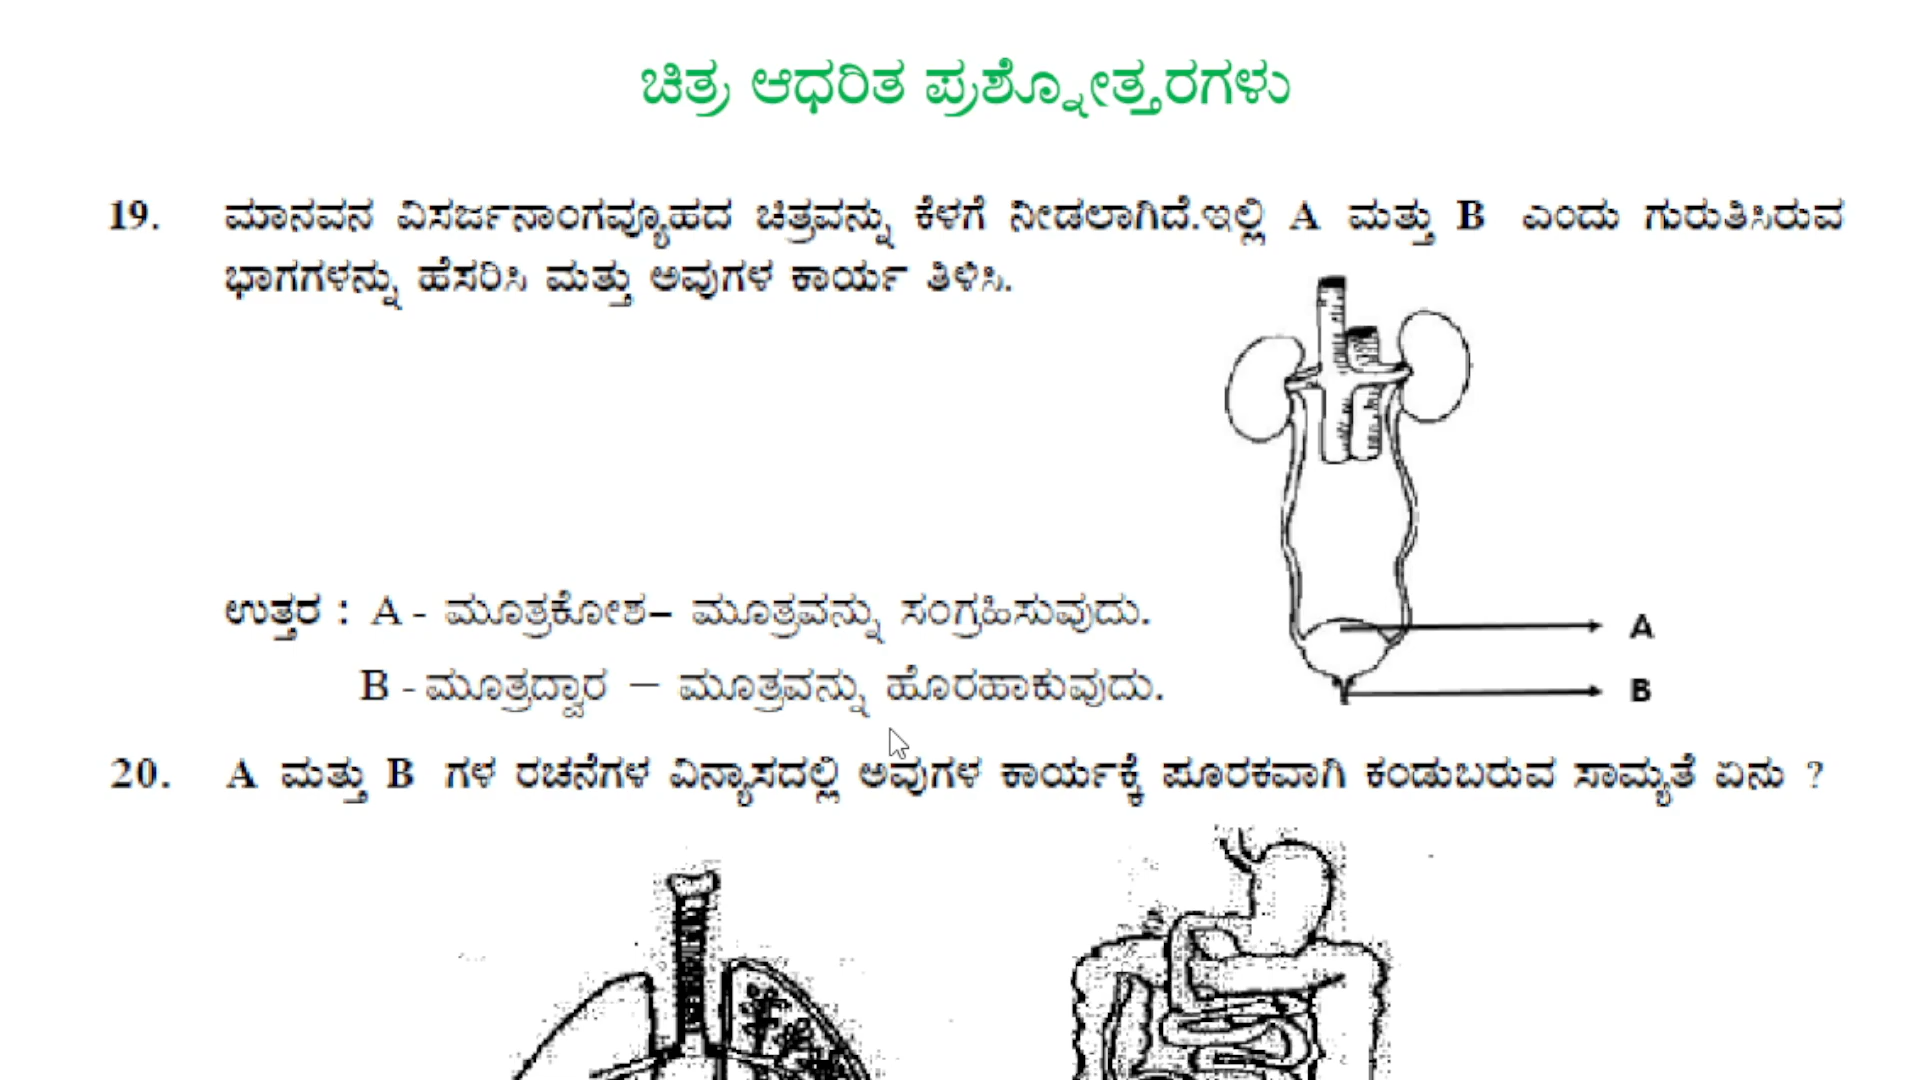 ಚಿತ್ರ ಆಧರಿತ ಪ್ರಶ್ನೋತ್ತರಗಳು
19. ಮಾನವನ ವಿಸರ್ಜನಾಂಗವ್ಯೂಹದ ಚಿತ್ರವನ್ನು ಕೆಳಗೆ ನೀಡಲಾಗಿದೆ.ಇಲ್ಲಿ A ಮತ್ತು B ಎಂದು ಗುರುತಿಸಿರುವ
ಭಾಗಗಳನ್ನು ಹೆಸರಿಸಿ ಮತ್ತು ಅವುಗಳ ಕಾರ್ಯ ತಿಳಿಸಿ.
ಉತ್ತರ : A - ಮೂತ್ರಕೋಶ– ಮೂತ್ರವನ್ನು ಸಂಗ್ರಹಿಸುವುದು.
A
B - ಮೂತ್ರದ್ವಾರ – ಮೂತ್ರವನ್ನು ಹೊರಹಾಕುವುದು.
B
20. A ಮತ್ತು B ಗಳ ರಚನೆಗಳ ವಿನ್ಯಾಸದಲ್ಲಿ ಅವುಗಳ ಕಾರ್ಯಕ್ಕೆ ಪೂರಕವಾಗಿ ಕಂಡುಬರುವ ಸಾಮ್ಯತೆ ಏನು ?